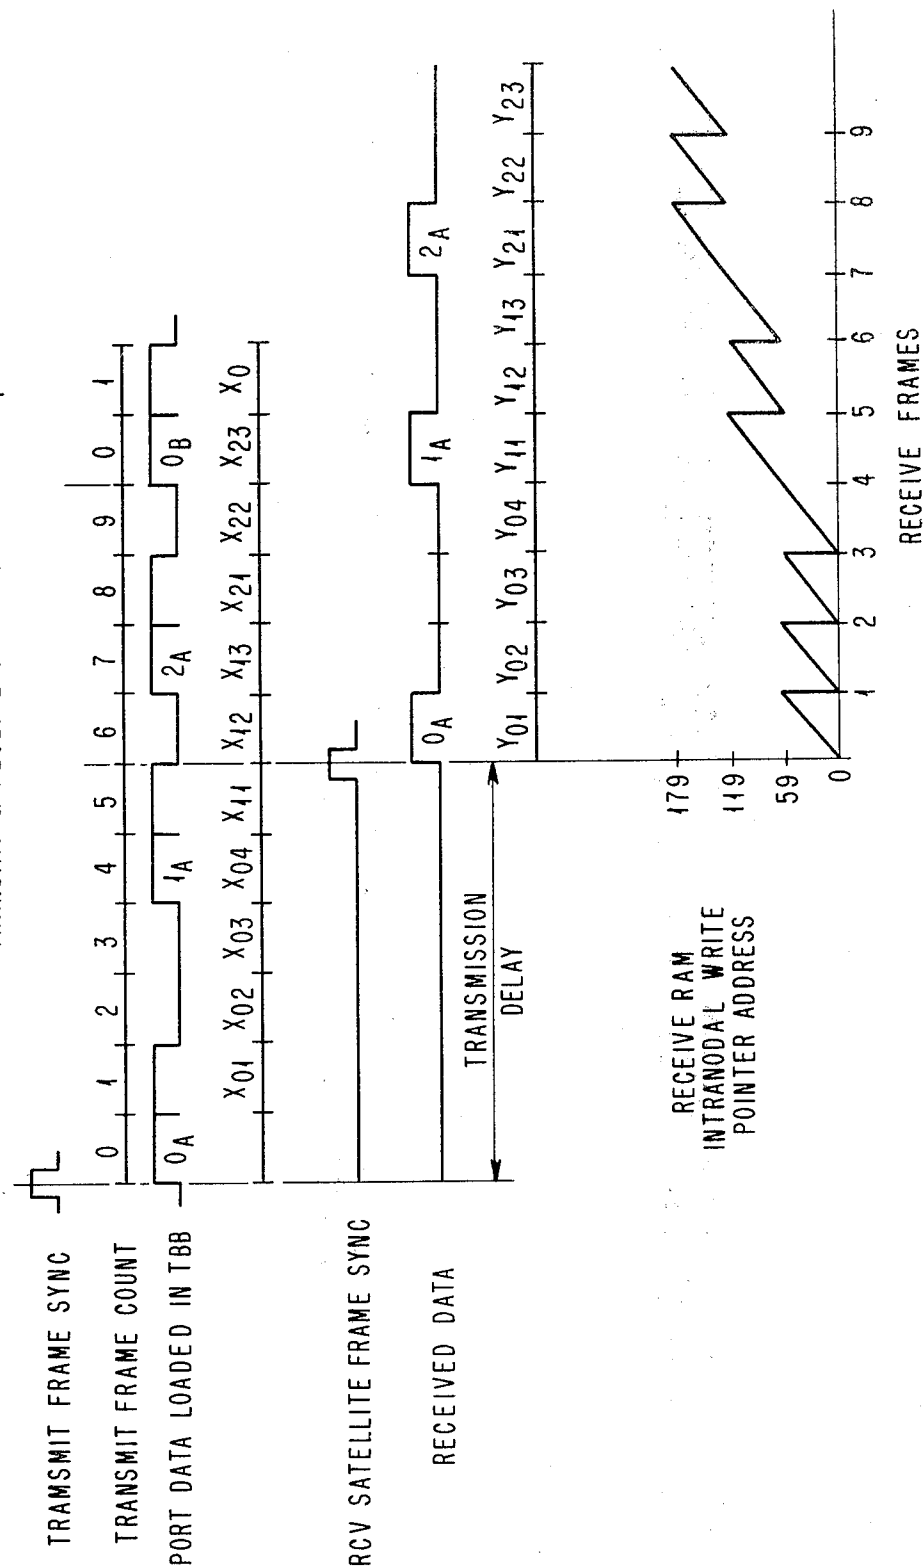 TRAMSMIT FRAME SYNC
TRANSMIT FRAME COUNT
0 1 2 3 4 5 6 7 8 9 0 1
PORT DATA LOADED IN TBB
0A 1A 2A 0B
X01 X02 X03 X04 X11 X12 X13 X21 X22 X23 X0
RCV SATELLITE FRAME SYNC
RECEIVED DATA
0A 1A 2A
TRANSMISSION
DELAY
Y01 Y02 Y03 Y04 Y11 Y12 Y13 Y21 Y22 Y23
RECEIVE RAM
INTRANODAL WRITE
POINTER ADDRESS
179
119
59
0
1 2 3 4 5 6 7 8 9
RECEIVE FRAMES